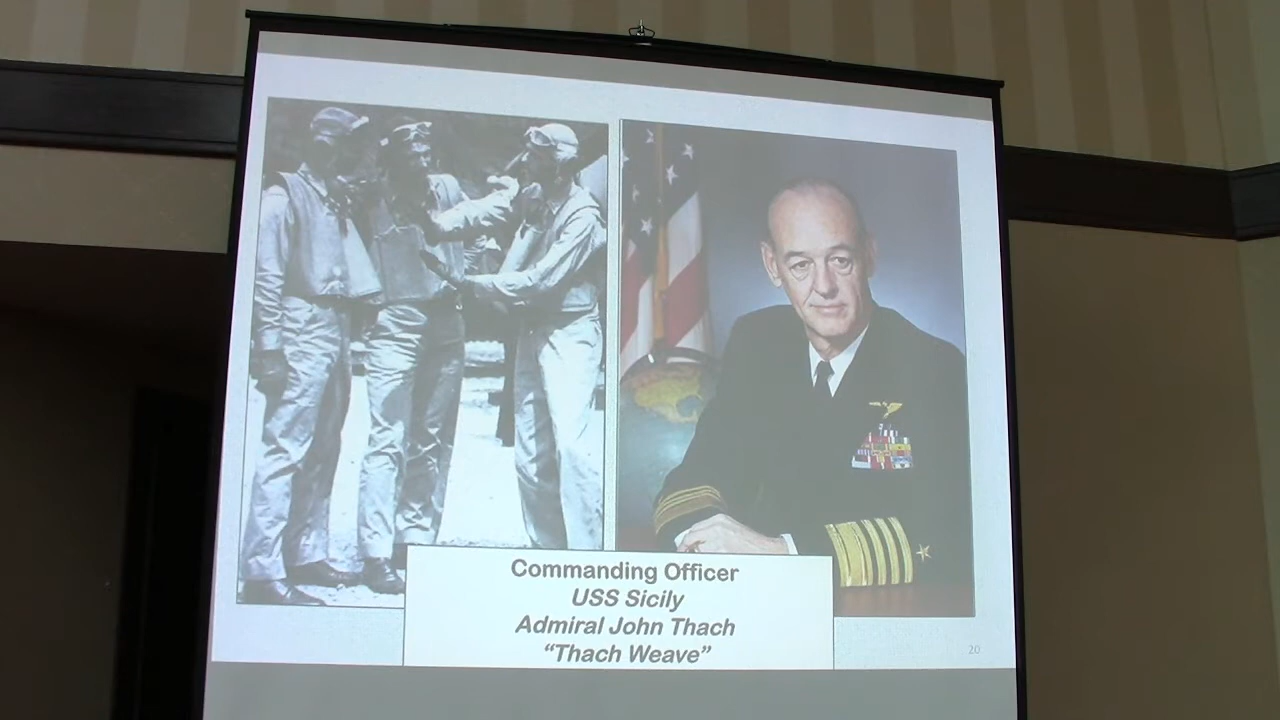 Commanding Officer
USS Sicily
Admiral John Thach
“Thach Weave”
20